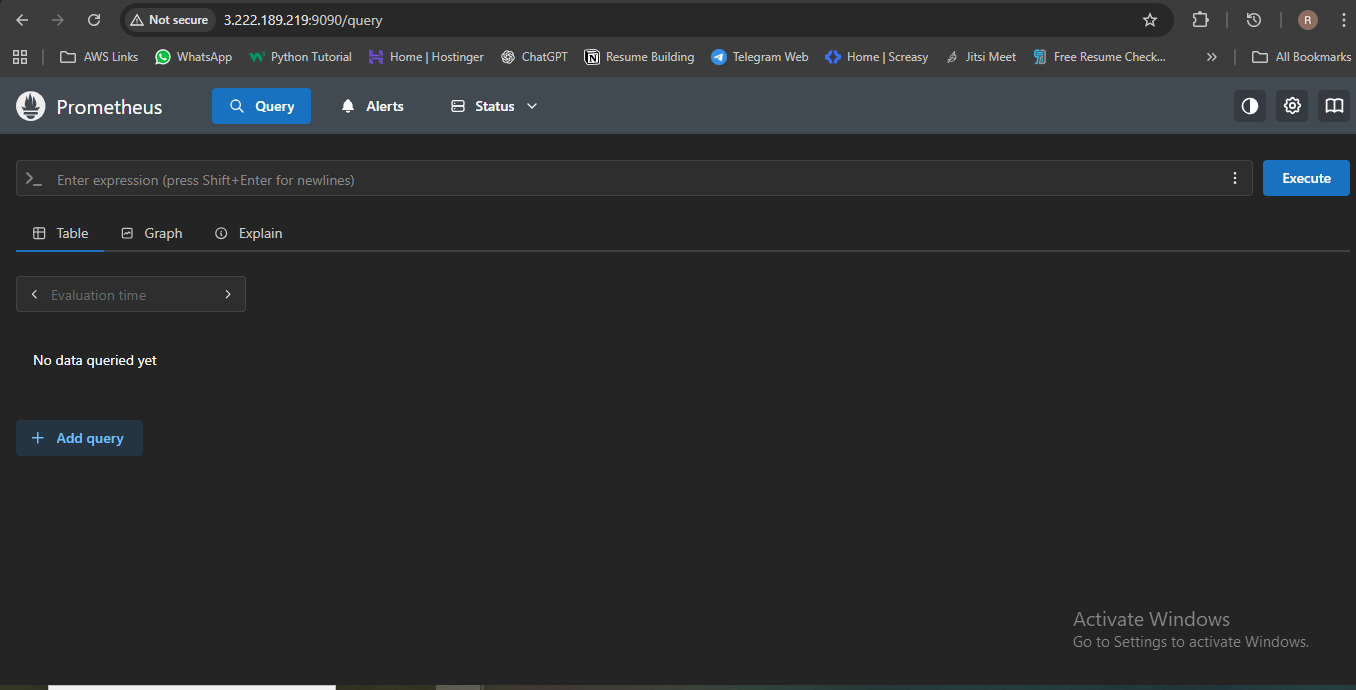 Not secure 3.222.189.219:9090/query R
AWS Links WhatsApp Python Tutorial Home | Hostinger ChatGPT Resume Building Telegram Web Home | Screasy Jitsi Meet Free Resume Check... » All Bookmarks
Prometheus Query Alerts Status
Enter expression (press Shift+Enter for newlines) Execute
Table Graph Explain
Evaluation time
No data queried yet
+ Add query
Activate Windows
Go to Settings to activate Windows.